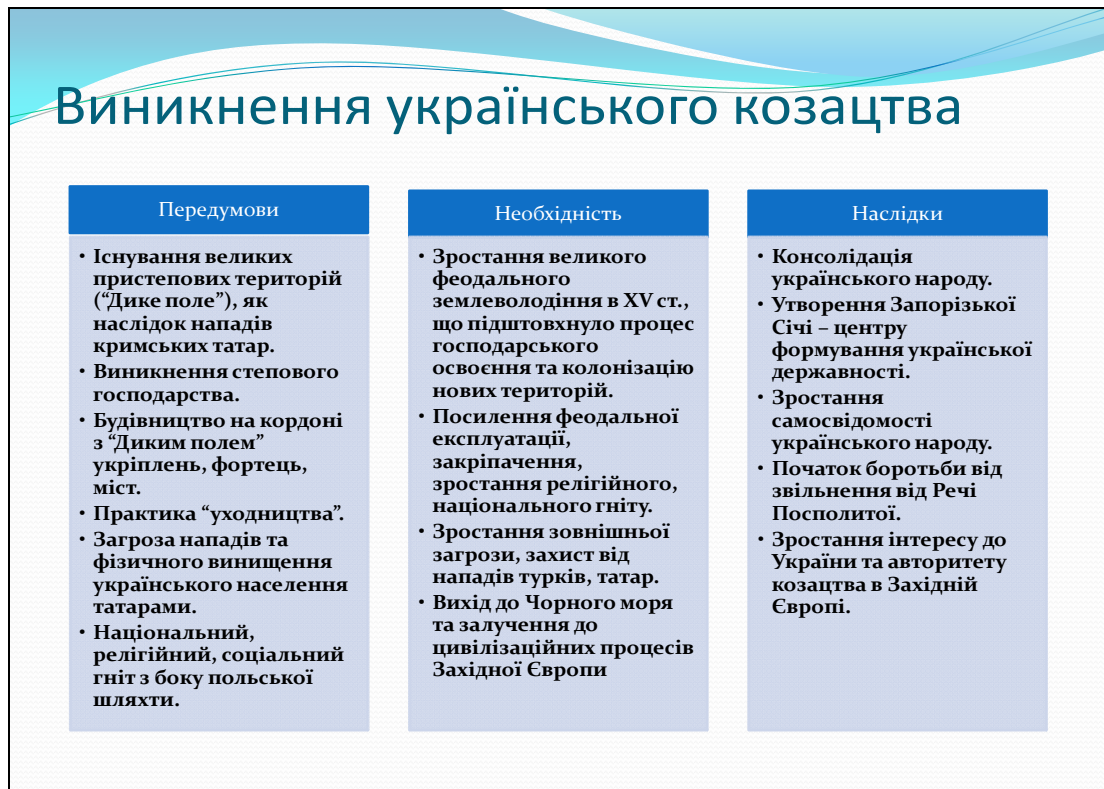 Виникнення українського козацтва
Передумови
• Існування великих
пристепових територій
(“Дике поле”), як
наслідок нападів
кримських татар.
• Виникнення степового
господарства.
• Будівництво на кордоні
з “Диким полем”
укріплень, фортець,
міст.
• Практика “уходництва”.
• Загроза нападів та
фізичного винищення
українського населення
татарами.
• Національний,
релігійний, соціальний
гніт з боку польської
шляхти.
Необхідність
• Зростання великого
феодального
землеволодіння в XV ст.,
що підштовхнуло процес
господарського
освоєння та колонізацію
нових територій.
• Посилення феодальної
експлуатації,
закріпачення,
зростання релігійного,
національного гніту.
• Зростання зовнішньої
загрози, захист від
нападів турків, татар.
• Вихід до Чорного моря
та залучення до
цивілізаційних процесів
Західної Європи
Наслідки
• Консолідація
українського народу.
• Утворення Запорізької
Січі – центру
формування української
державності.
• Зростання
самосвідомості
українського народу.
• Початок боротьби від
звільнення від Речі
Посполитої.
• Зростання інтересу до
України та авторитету
козацтва в Західній
Європі.